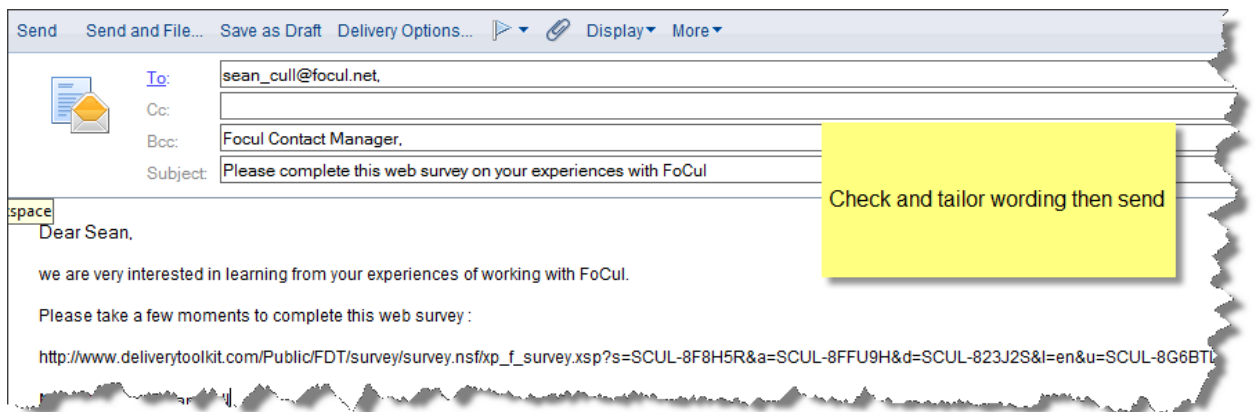 Send Send and File... Save as Draft Delivery Options... Display More
To: sean_cull@focul.net,
Cc:
Bcc: Focul Contact Manager,
Subject: Please complete this web survey on your experiences with FoCul
Check and tailor wording then send
space
Dear Sean,
we are very interested in learning from your experiences of working with FoCul.
Please take a few moments to complete this web survey :
http://www.deliverytoolkit.com/Public/FDT/survey/survey.nsf/xp_f_survey.xsp?s=SCUL-8F8H5R&a=SCUL-8FFU9H&d=SCUL-823J2S&l=en&u=SCUL-8G6BTL